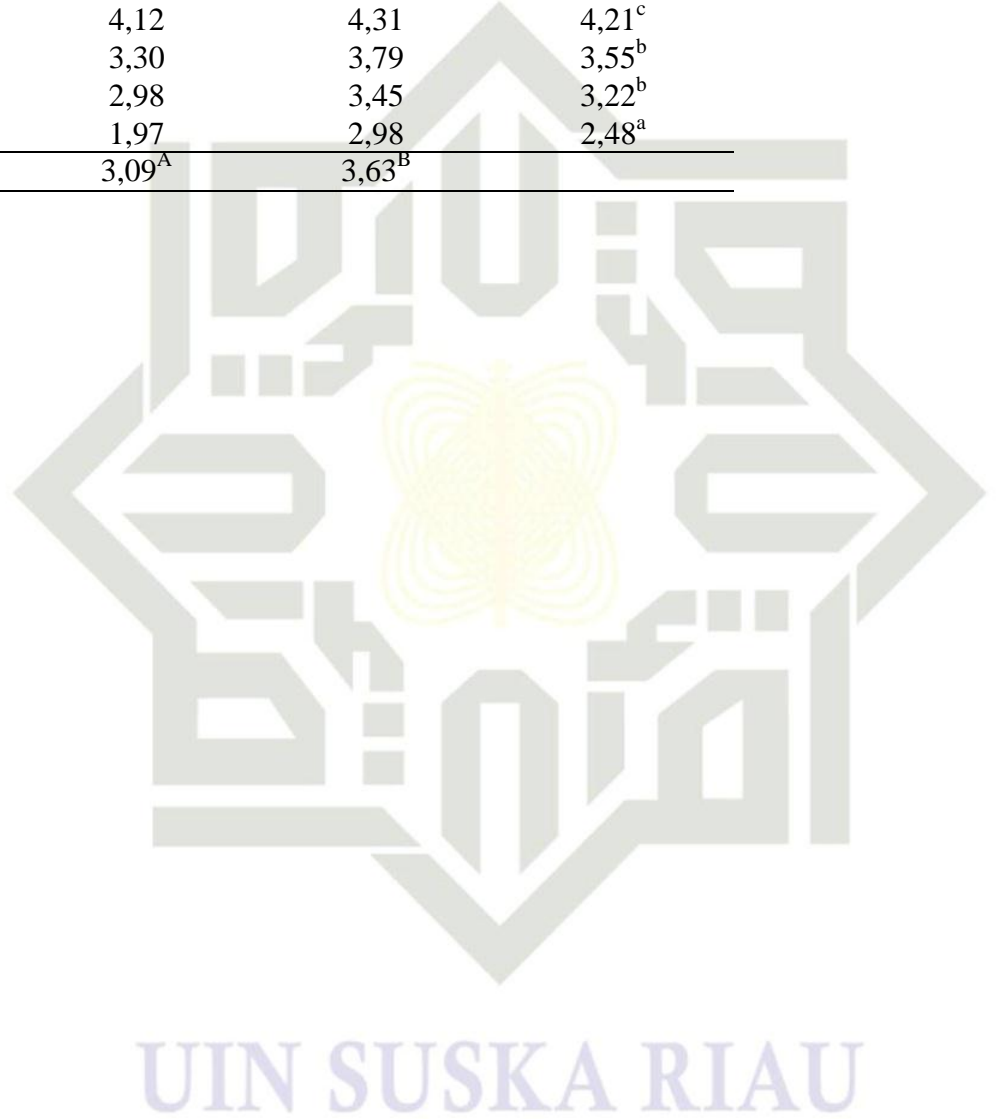 4,12 4,31 4,21ᶜ
3,30 3,79 3,55ᵇ
2,98 3,45 3,22ᵇ
1,97 2,98 2,48ᵃ
3,09ᴬ 3,63ᴮ
UIN SUSKA RIAU